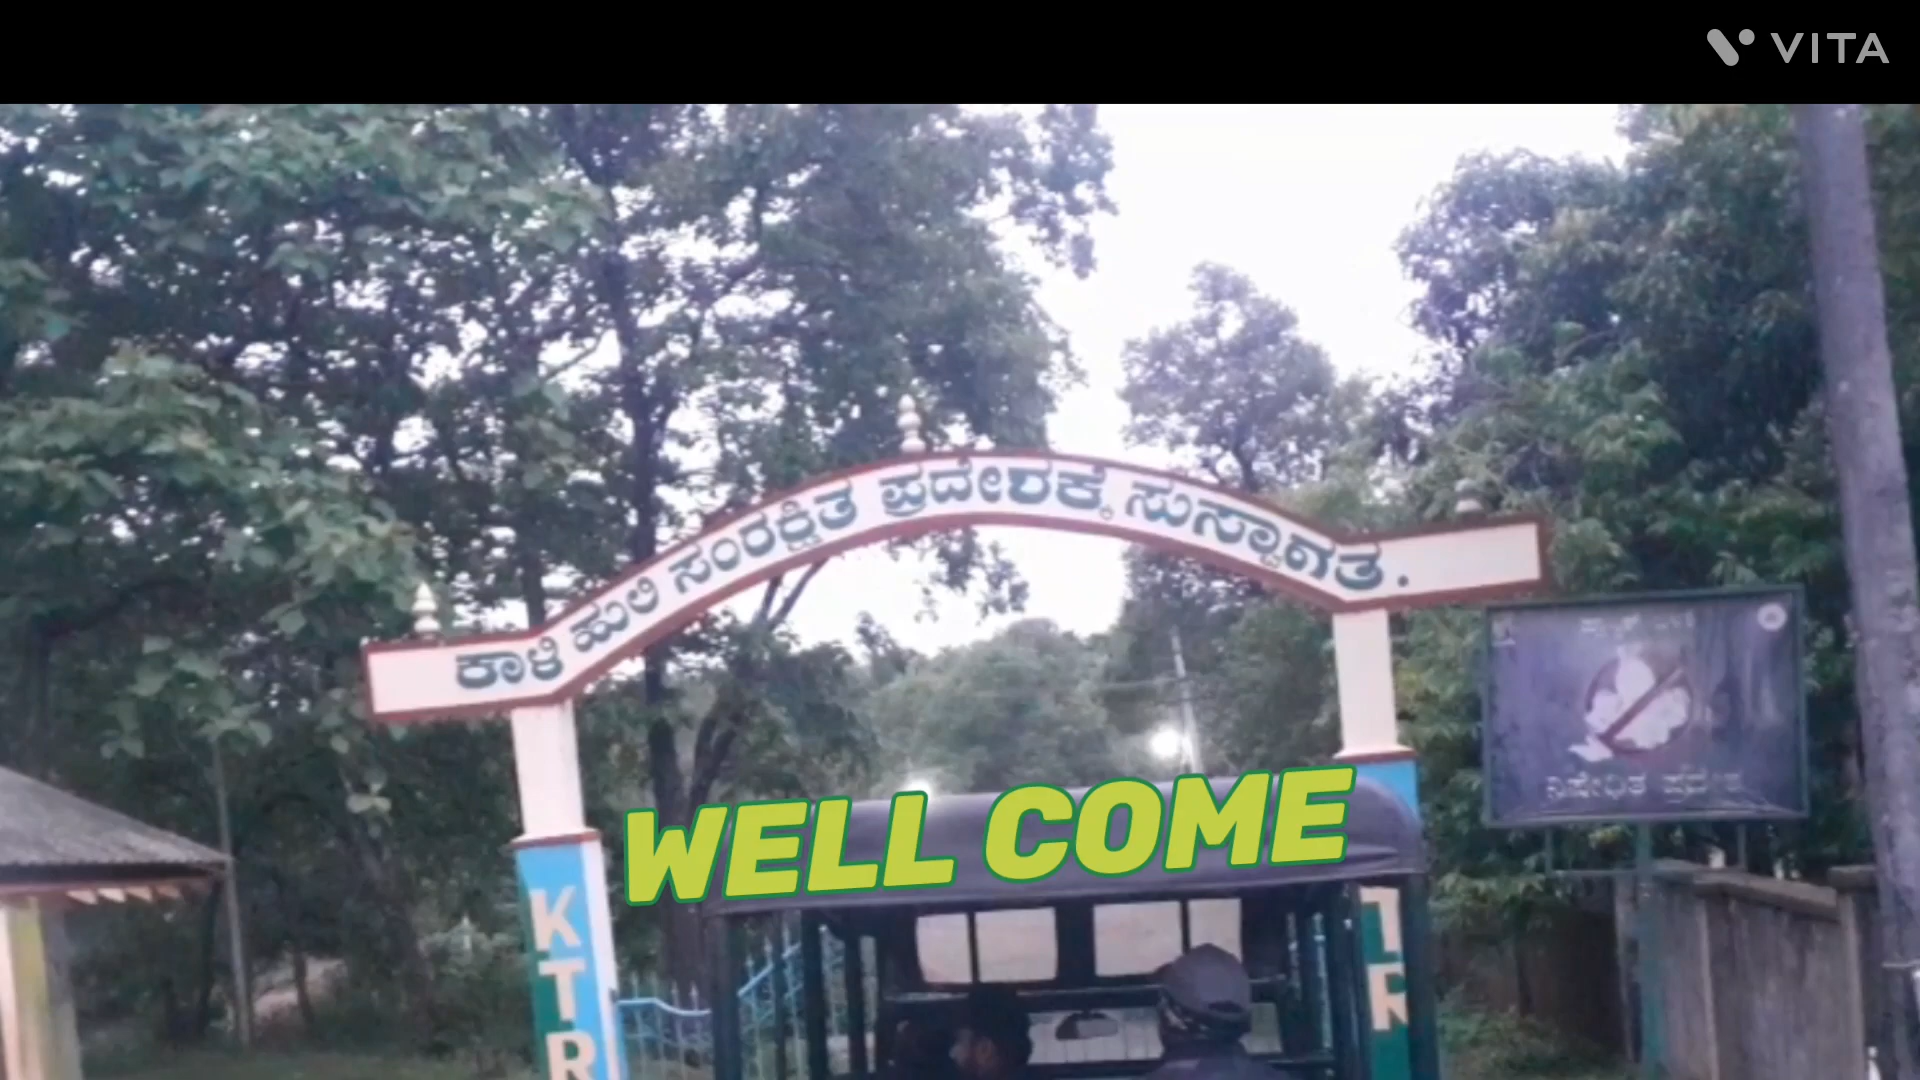 VITA
ಕಾಳಿ ಹುಲಿ ಸಂರಕ್ಷಿತ ಪ್ರದೇಶಕ್ಕೆ ಸುಸ್ವಾಗತ.
ನಿಷೇಧಿತ ಪ್ರದೇಶ
WELL COME
KTR
TR